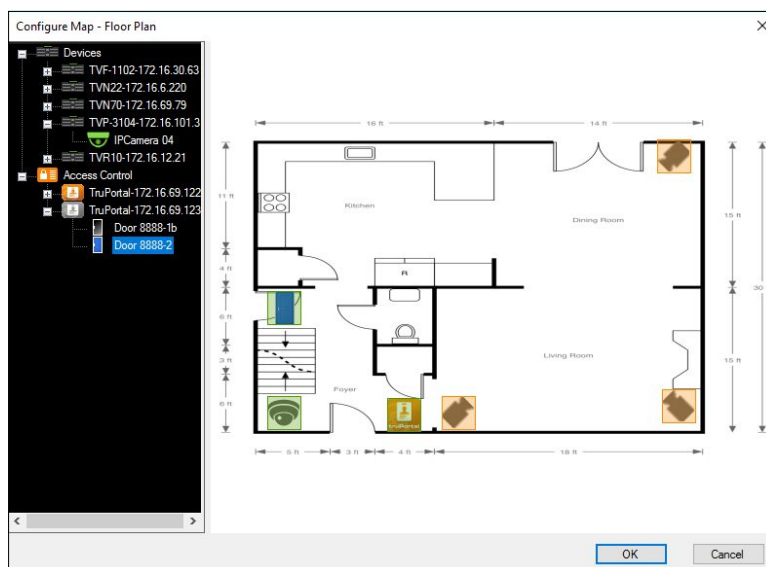 Configure Map - Floor Plan
Devices
TVF-1102-172.16.30.63
TVN22-172.16.6.220
TVN70-172.16.69.79
TVP-3104-172.16.101.3
IPCamera 04
TVR10-172.16.12.21
Access Control
TruPortal-172.16.69.122
TruPortal-172.16.69.123
Door 8888-1b
Door 8888-2
16 ft
14 ft
11 ft
Kitchen
Dining Room
15 ft
4 ft
R
30
6 ft
3 ft
Living Room
15 ft
Foyer
6 ft
truPortal
5 ft
3 ft
4 ft
18 ft
OK
Cancel